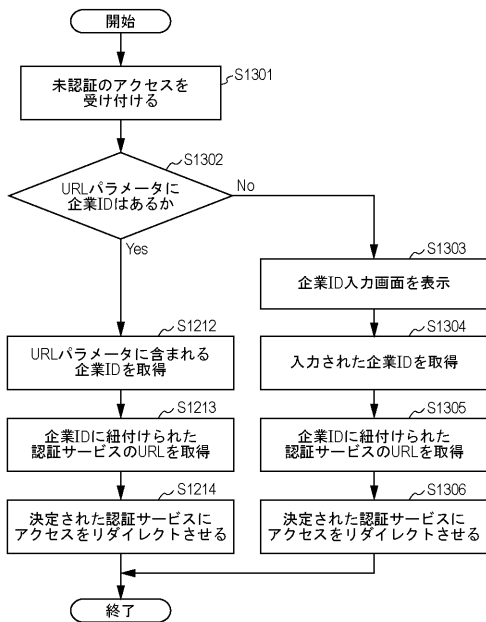 開始
未認証のアクセスを
受け付ける
S1301
S1302
URLパラメータに
企業IDはあるか
No
Yes
S1303
企業ID入力画面を表示
S1212
URLパラメータに含まれる
企業IDを取得
S1304
入力された企業IDを取得
S1213
企業IDに紐付けられた
認証サービスのURLを取得
S1305
企業IDに紐付けられた
認証サービスのURLを取得
S1214
決定された認証サービスに
アクセスをリダイレクトさせる
S1306
決定された認証サービスに
アクセスをリダイレクトさせる
終了